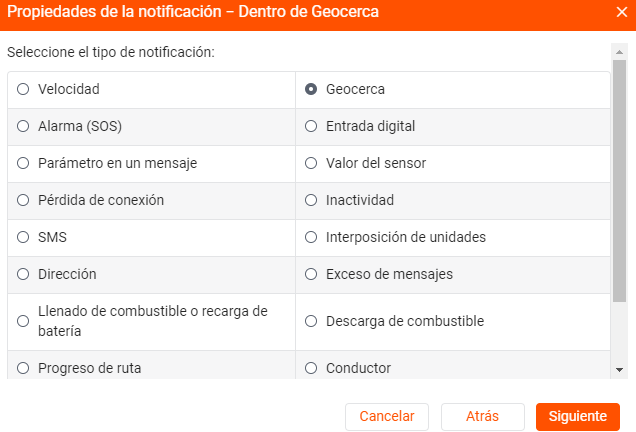 Propiedades de la notificación – Dentro de Geocerca
Seleccione el tipo de notificación:
Velocidad
Geocerca
Alarma (SOS)
Entrada digital
Parámetro en un mensaje
Valor del sensor
Pérdida de conexión
Inactividad
SMS
Interposición de unidades
Dirección
Exceso de mensajes
Llenado de combustible o recarga de
batería
Descarga de combustible
Progreso de ruta
Conductor
Cancelar
Atrás
Siguiente